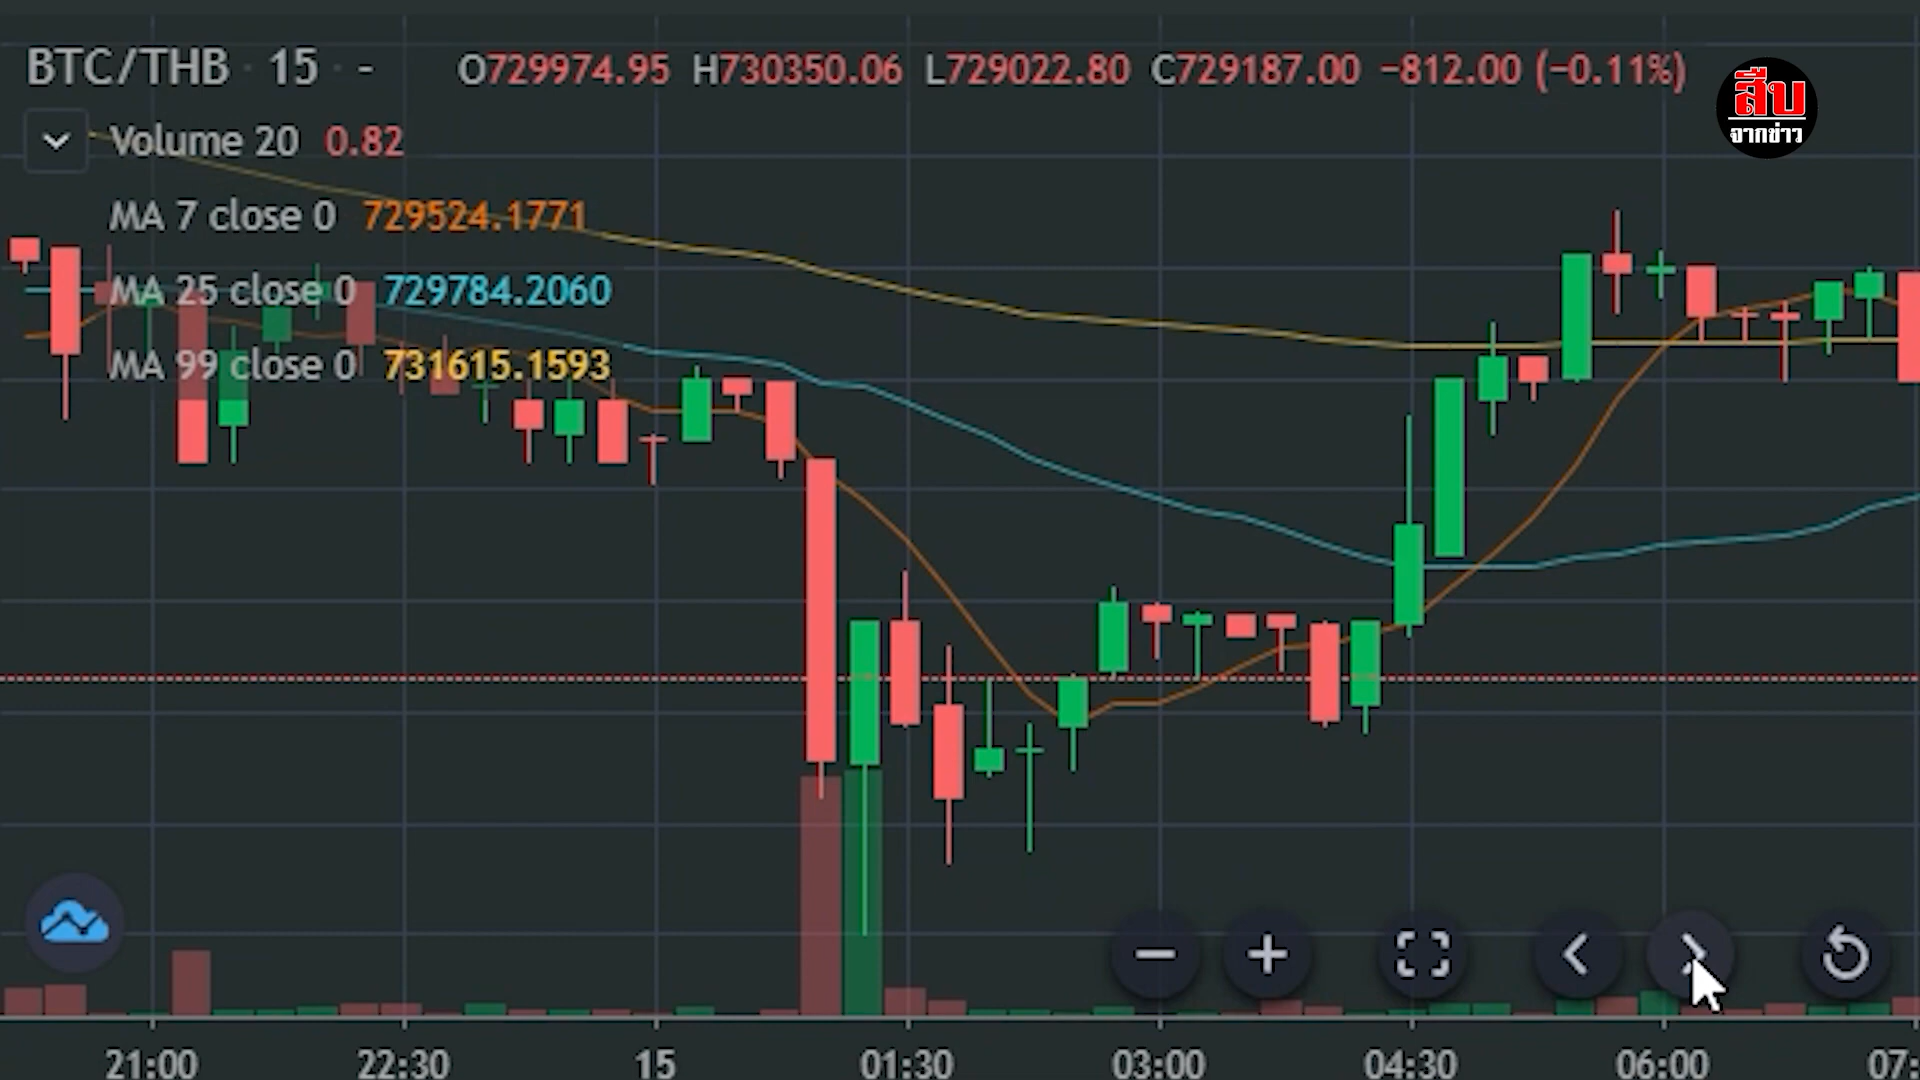 BTC/THB · 15 · - O729974.95 H730350.06 L729022.80 C729187.00 −812.00 (−0.11%)
สืบ
จากข่าว
Volume 20 0.82
MA 7 close 0 729524.1771
MA 25 close 0 729784.2060
MA 99 close 0 731615.1593
21:00 22:30 15 01:30 03:00 04:30 06:00 07: